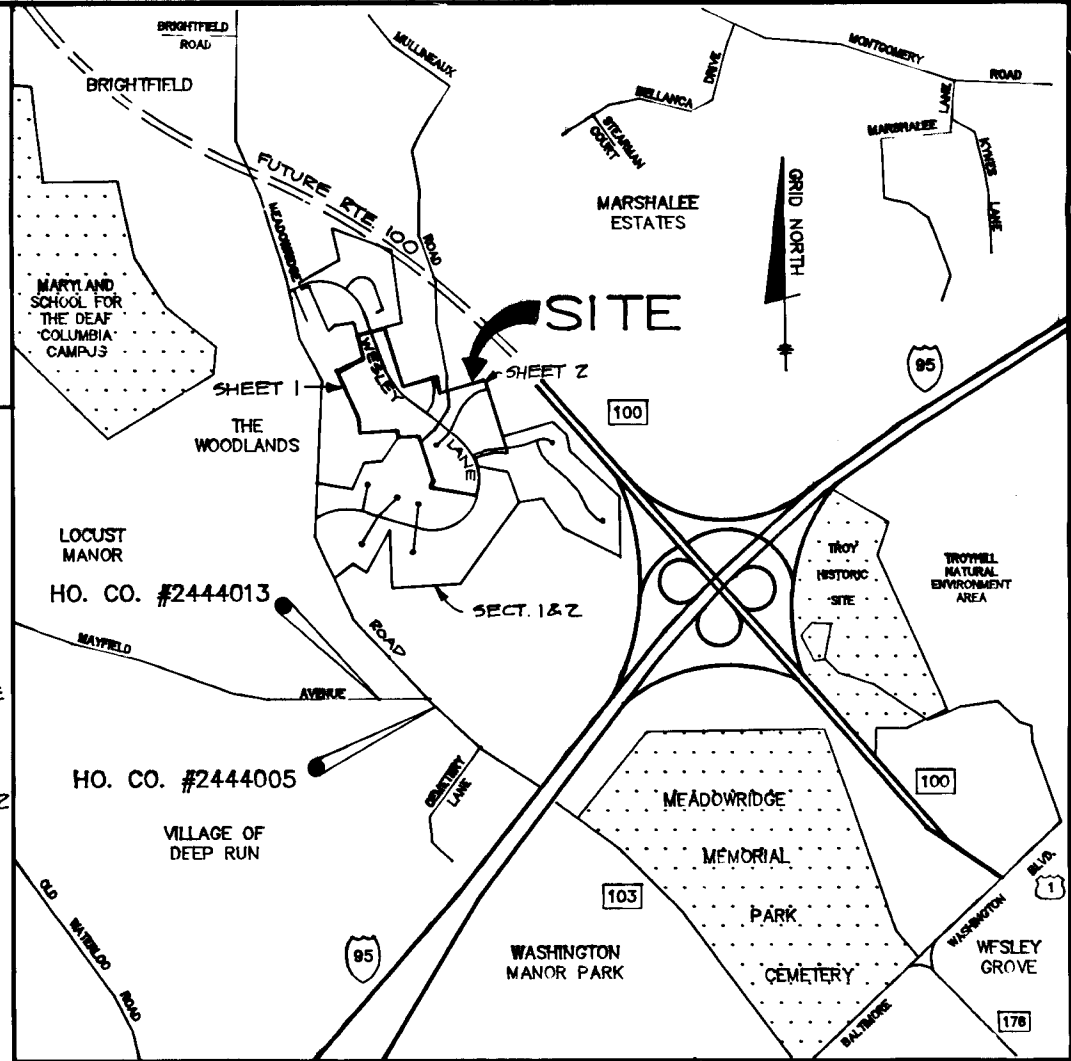 BRIGHTFIELD
ROAD
BRIGHTFIELD
MULLINEAUX
ROAD
MONTGOMERY
ROAD
DRIVE
BELLANCA
STEARMAN
COURT
LANE
MARSHALEE
KYNDS
LANE
FUTURE RTE 100
MEADOWRIDGE
MARSHALEE
ESTATES
GRID NORTH
MARYLAND
SCHOOL FOR
THE DEAF
COLUMBIA
CAMPUS
SITE
WESLEY
LANE
SHEET 1
SHEET 2
95
100
THE
WOODLANDS
LOCUST
MANOR
HO. CO. #2444013
SECT. 1&2
TROY
HISTORIC
SITE
TROYHILL
NATURAL
ENVIRONMENT
AREA
MAYFIELD
AVENUE
ROAD
HO. CO. #2444005
CEMETERY
LANE
VILLAGE OF
DEEP RUN
100
MEADOWRIDGE
MEMORIAL
PARK
CEMETERY
OLD
WATERLOO
ROAD
95
103
WASHINGTON
MANOR PARK
BALTIMORE
WASHINGTON
BLVD.
1
WESLEY
GROVE
176